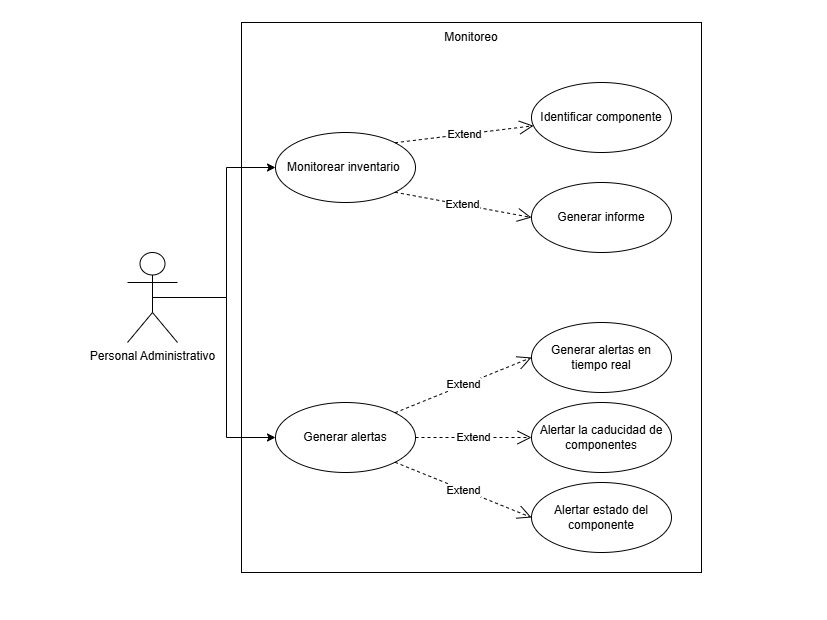 Monitoreo
Identificar componente
Extend
Monitorear inventario
Extend
Generar informe
Personal Administrativo
Generar alertas en
tiempo real
Extend
Generar alertas
Extend
Alertar la caducidad de
componentes
Extend
Alertar estado del
componente